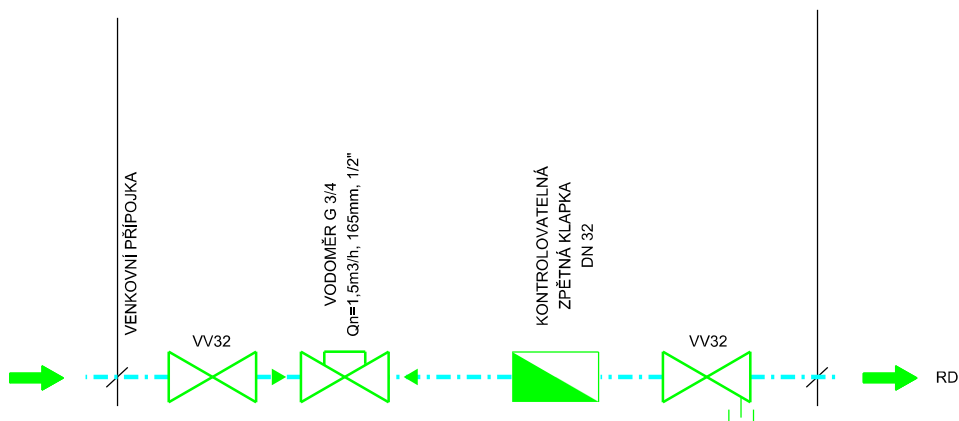 VENKOVNÍ PŘÍPOJKA
VV32
VODOMĚR G 3/4
Qn=1,5m3/h, 165mm, 1/2"
KONTROLOVATELNÁ
ZPĚTNÁ KLAPKA
DN 32
VV32
RD